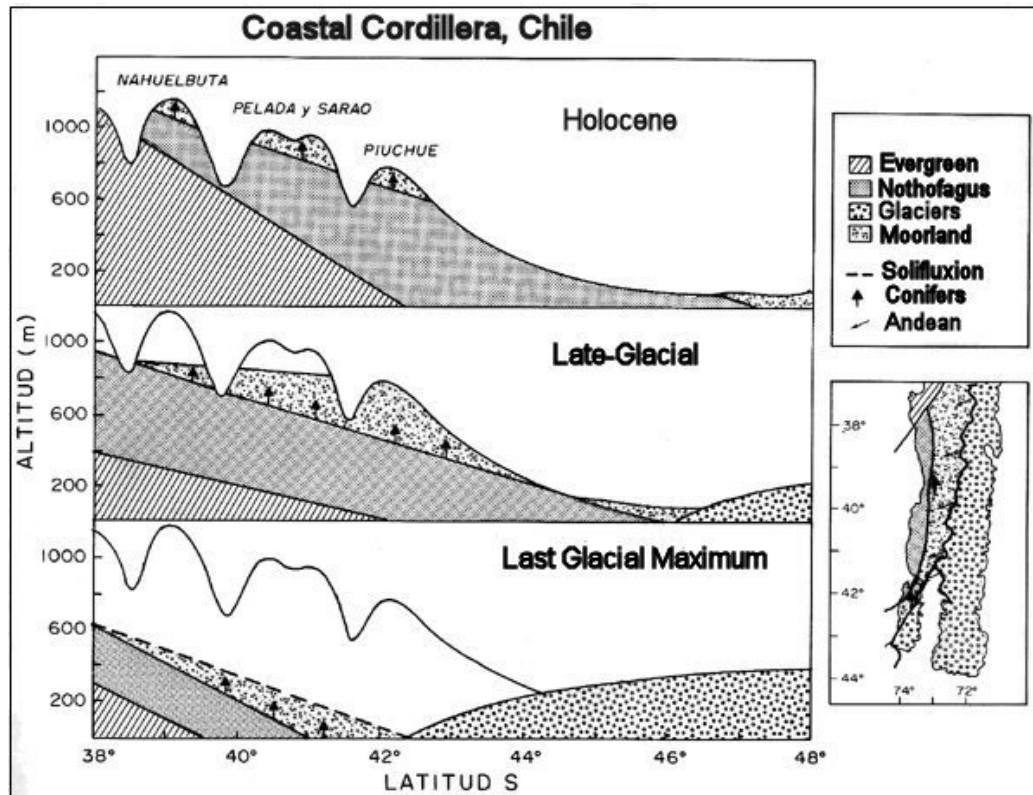 Coastal Cordillera, Chile
NAHUELBUTA
PELADA y SARAO
PIUCHUE
Holocene
1000
600
200
Late-Glacial
1000
600
200
Last Glacial Maximum
1000
600
200
ALTITUD (m)
38° 40° 42° 44° 46° 48°
LATITUD S
Evergreen
Nothofagus
Glaciers
Moorland
Solifluxion
Conifers
Andean
38°
40°
42°
44°
74° 72°